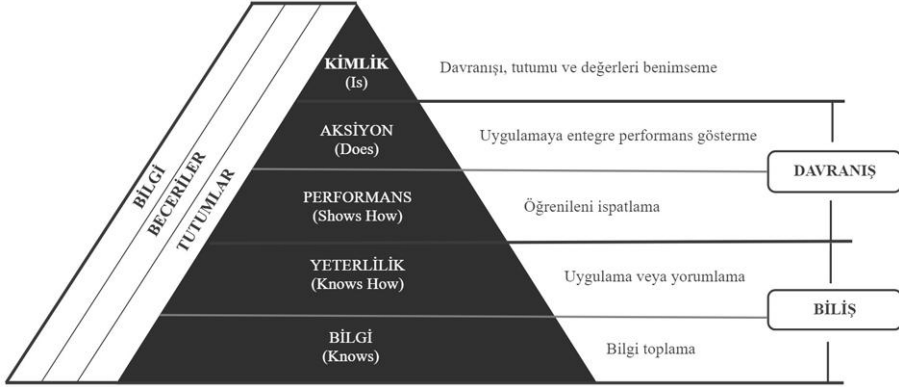 KİMLİK
(Is)
Davranışı, tutumu ve değerleri benimseme
AKSİYON
(Does)
Uygulamaya entegre performans gösterme
DAVRANIŞ
PERFORMANS
(Shows How)
Öğrenileni ispatlama
YETERLİLİK
(Knows How)
Uygulama veya yorumlama
BİLİŞ
BİLGİ
(Knows)
Bilgi toplama
BİLGİ
BECERİLER
TUTUMLAR